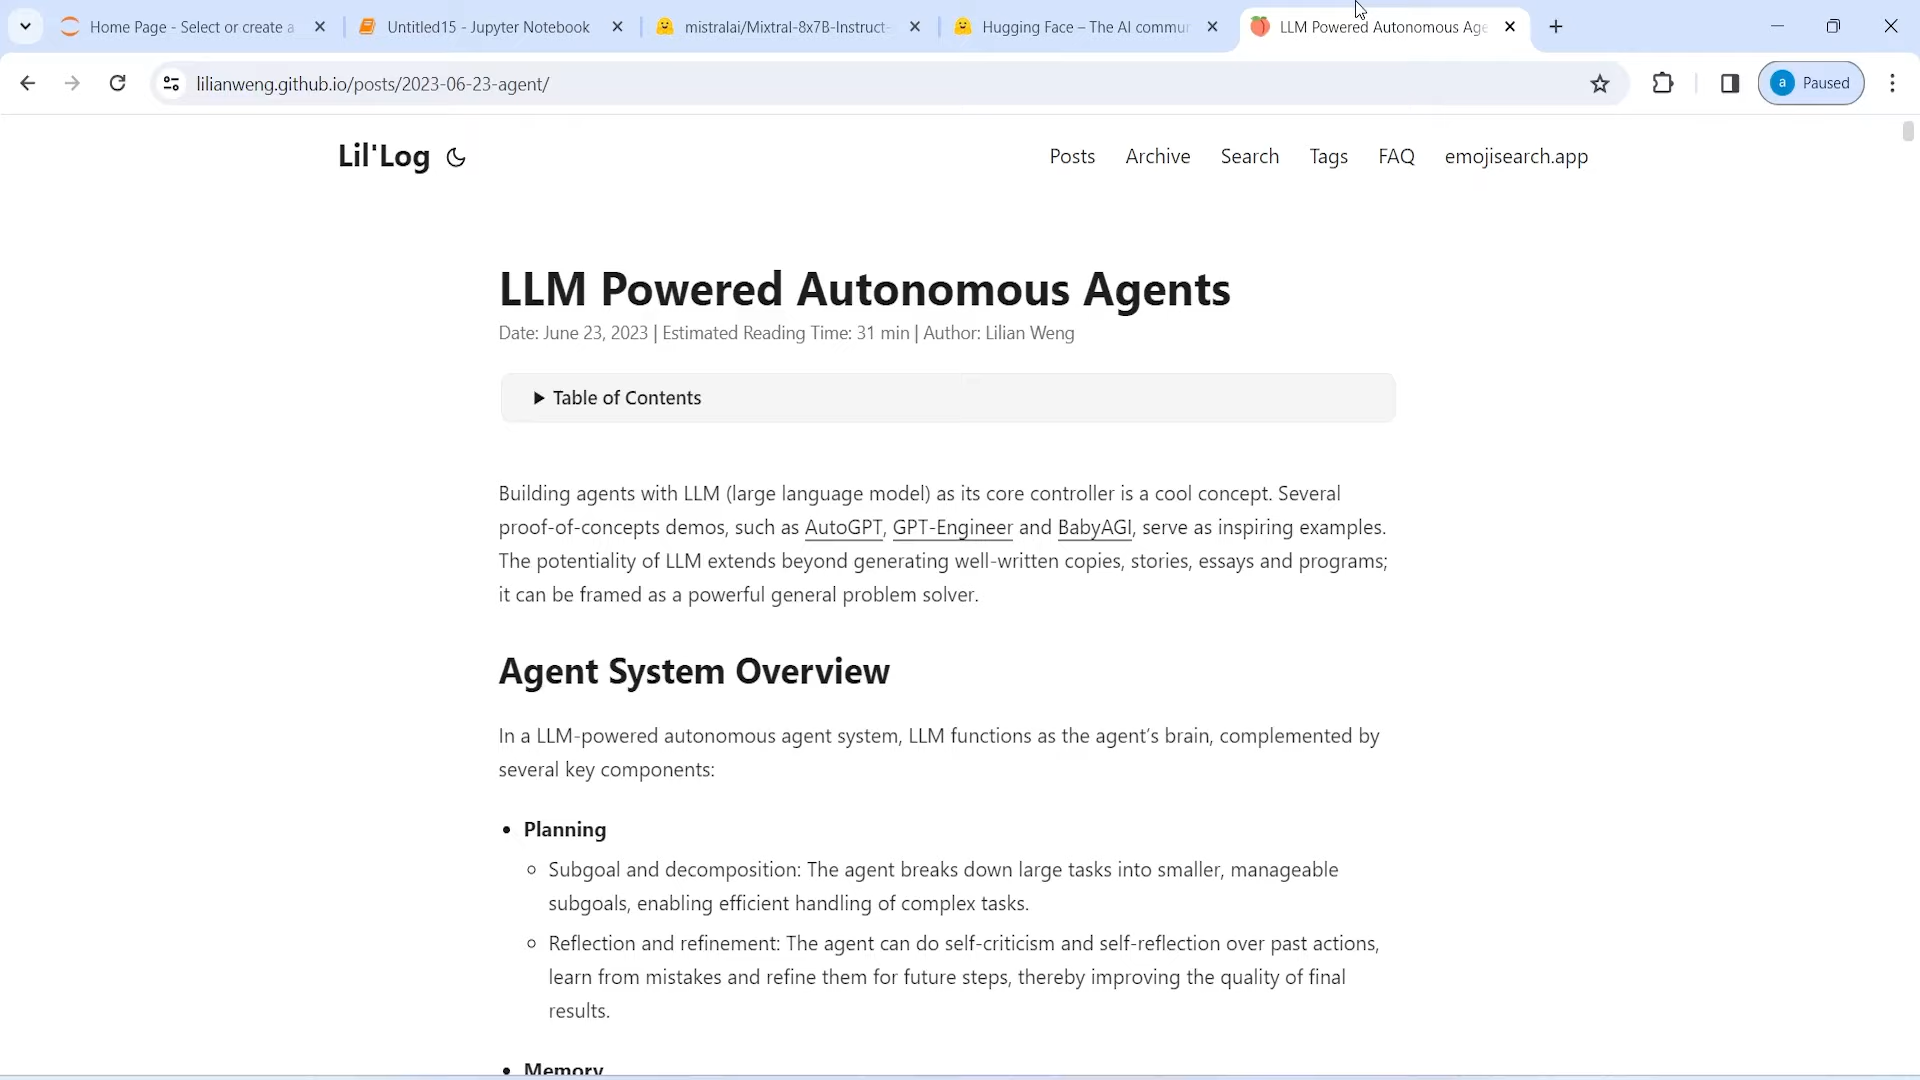 Home Page - Select or create a
Untitled15 - Jupyter Notebook
mistralai/Mixtral-8x7B-Instruct-
Hugging Face – The AI commur
LLM Powered Autonomous Age
lilianweng.github.io/posts/2023-06-23-agent/
a Paused
Lil'Log
Posts Archive Search Tags FAQ emojisearch.app
LLM Powered Autonomous Agents
Date: June 23, 2023 | Estimated Reading Time: 31 min | Author: Lilian Weng
Table of Contents
Building agents with LLM (large language model) as its core controller is a cool concept. Several
proof-of-concepts demos, such as AutoGPT, GPT-Engineer and BabyAGI, serve as inspiring examples.
The potentiality of LLM extends beyond generating well-written copies, stories, essays and programs;
it can be framed as a powerful general problem solver.
Agent System Overview
In a LLM-powered autonomous agent system, LLM functions as the agent’s brain, complemented by
several key components:
• Planning
Subgoal and decomposition: The agent breaks down large tasks into smaller, manageable
subgoals, enabling efficient handling of complex tasks.
Reflection and refinement: The agent can do self-criticism and self-reflection over past actions,
learn from mistakes and refine them for future steps, thereby improving the quality of final
results.
• Memory